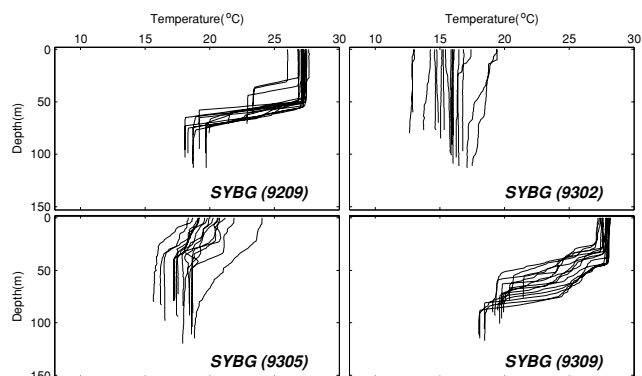 Temperature(°C) Temperature(°C)
10 15 20 25 30 10 15 20 25 30
0
50
100
150
Depth(m)
SYBG (9209) SYBG (9302)
0
50
100
150
Depth(m)
SYBG (9305) SYBG (9309)